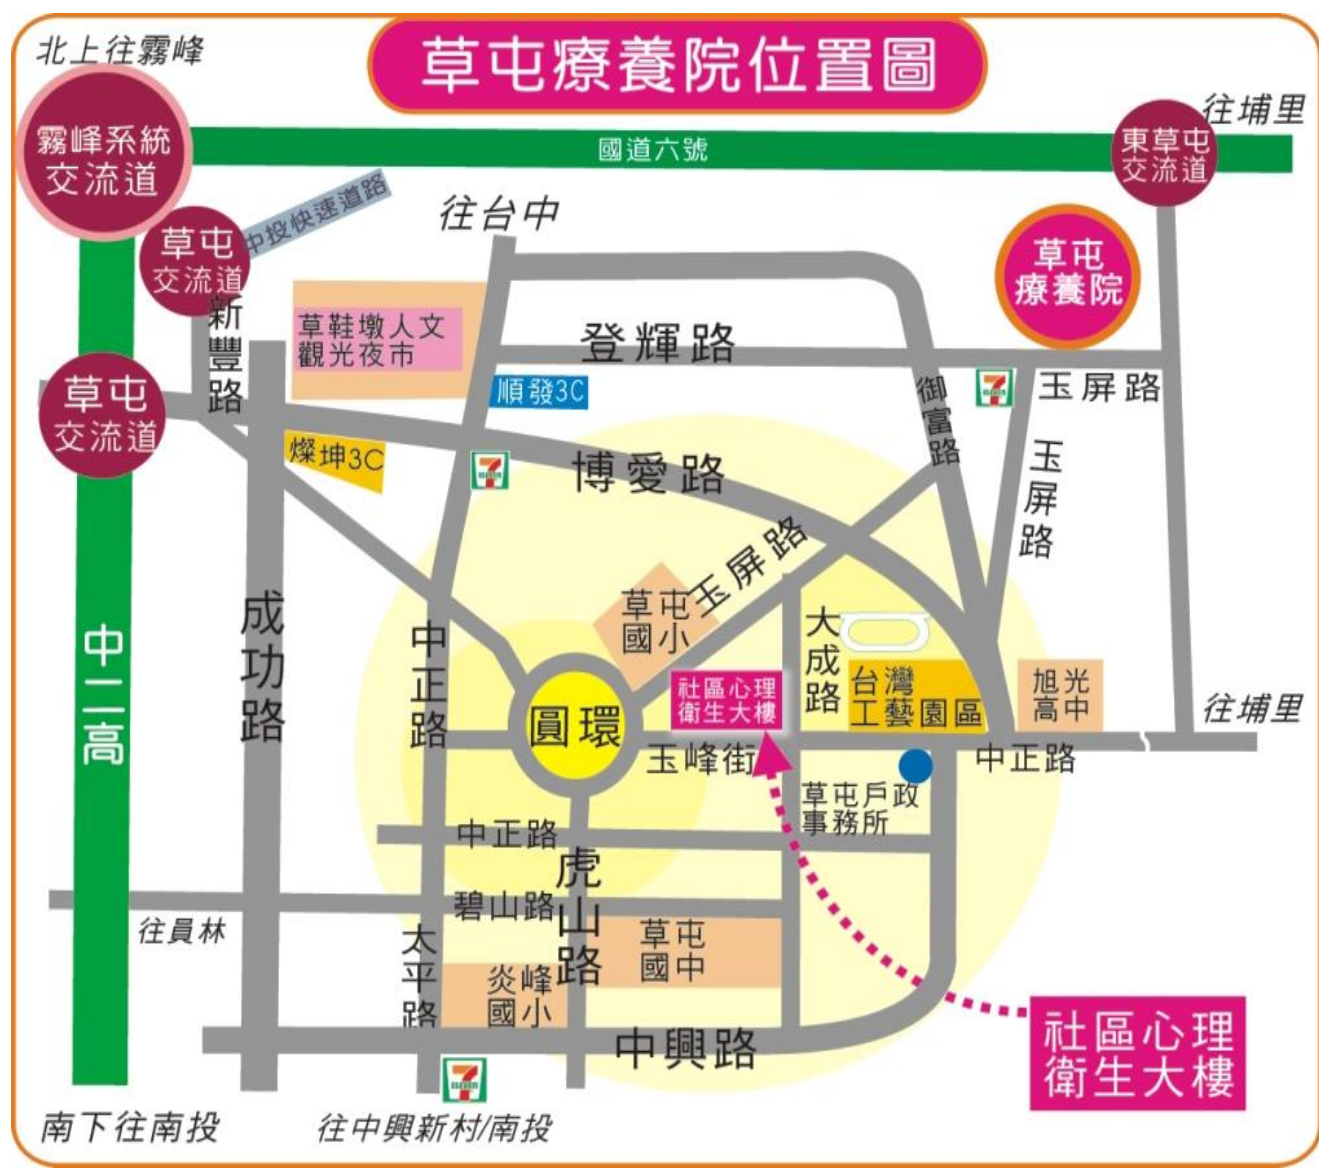 草屯療養院位置圖
北上往霧峰
往埔里
霧峰系統
交流道
國道六號
東草屯
交流道
中投快速道路
往台中
草屯
交流道
草屯
療養院
新豐路
草鞋墩人文
觀光夜市
登輝路
順發3C
御富路
7
ELEVEN
玉屏路
草屯
交流道
燦坤3C
7
ELEVEN
博愛路
玉屏路
玉屏路
草屯
國小
成功路
中正路
大成路
中二高
社區心理
衛生大樓
台灣
工藝園區
旭光
高中
往埔里
圓環
玉峰街
中正路
草屯戶政
事務所
中正路
虎山路
碧山路
往員林
太平路
草屯
國中
炎峰
國小
中興路
社區心理
衛生大樓
7
ELEVEN
南下往南投
往中興新村/南投